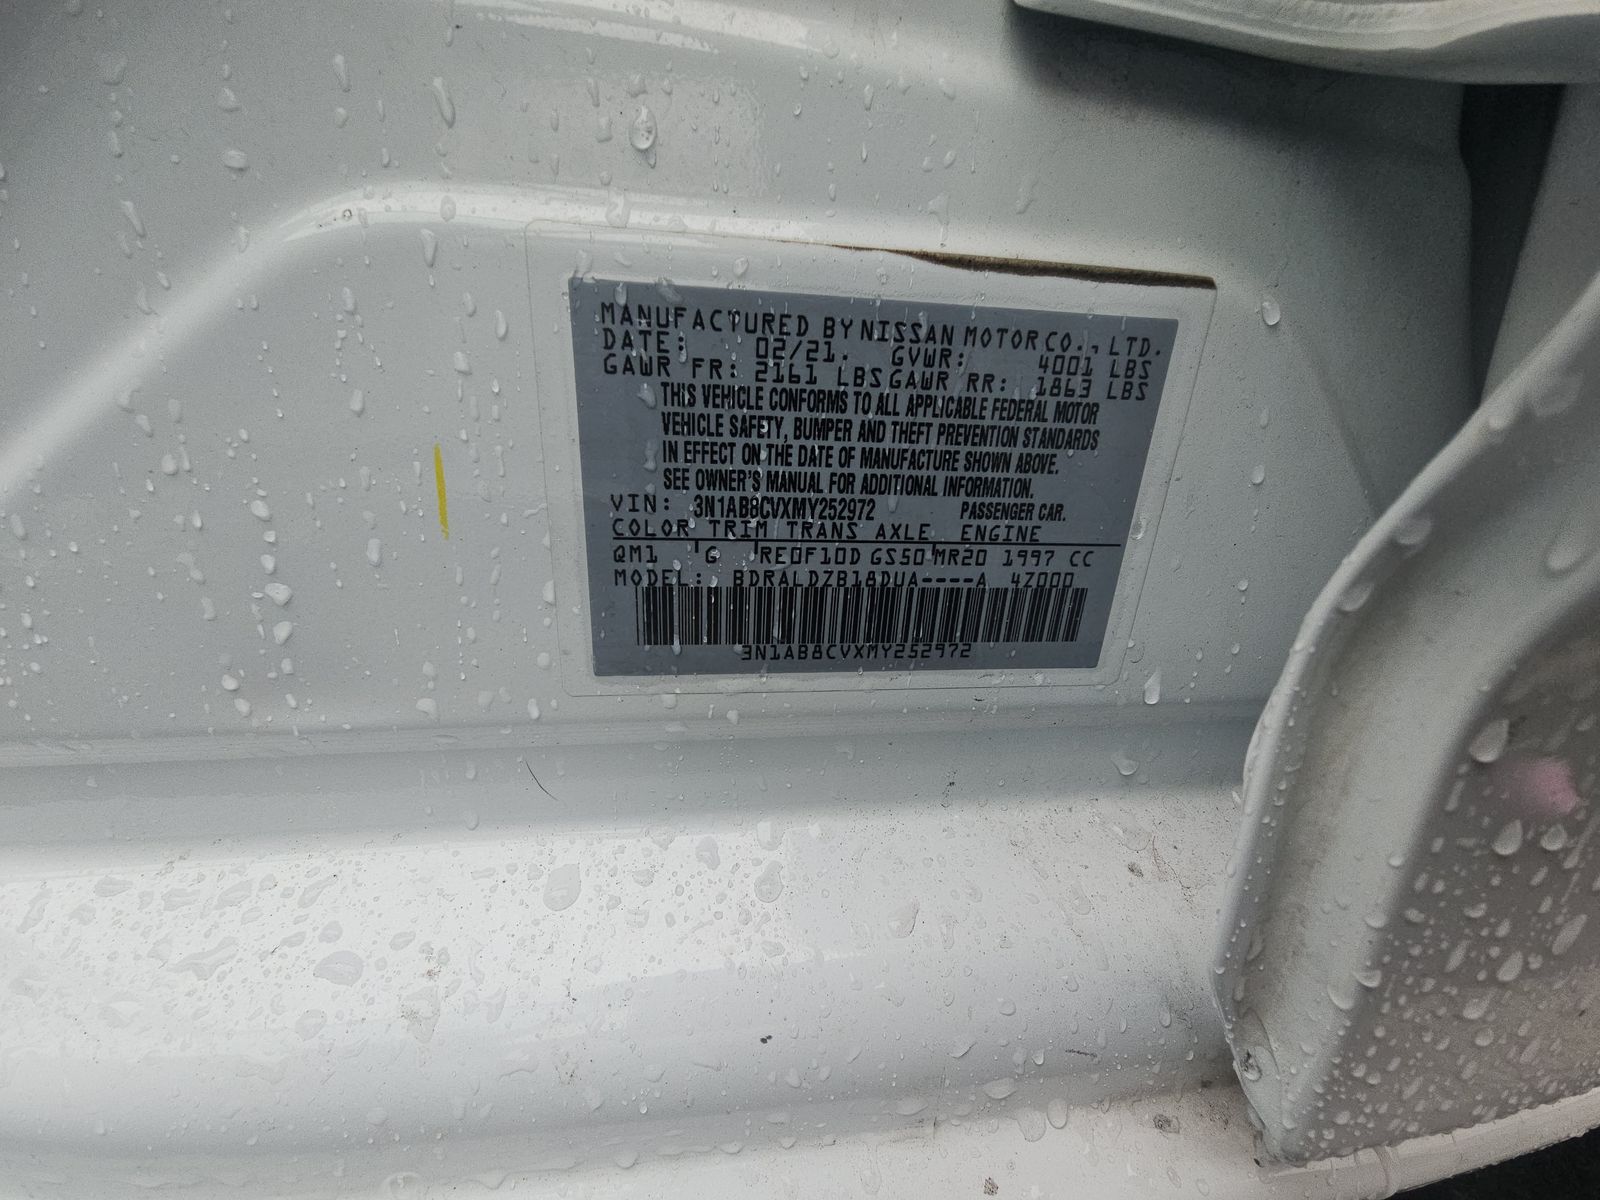 MANUFACTURED BY NISSAN MOTOR CO., LTD.
DATE: 02/21. GVWR: 4001 LBS
GAWR FR: 2161 LBS GAWR RR: 1863 LBS
THIS VEHICLE CONFORMS TO ALL APPLICABLE FEDERAL MOTOR
VEHICLE SAFETY, BUMPER AND THEFT PREVENTION STANDARDS
IN EFFECT ON THE DATE OF MANUFACTURE SHOWN ABOVE.
SEE OWNER'S MANUAL FOR ADDITIONAL INFORMATION.
VIN: 3N1AB8CVXMY252972 PASSENGER CAR.
COLOR TRIM TRANS AXLE ENGINE
QM1 G RE0F10D GS50 MR20 1997 CC
MODEL: BDRALDZB18DUA----A 4Z000
3N1AB8CVXMY252972